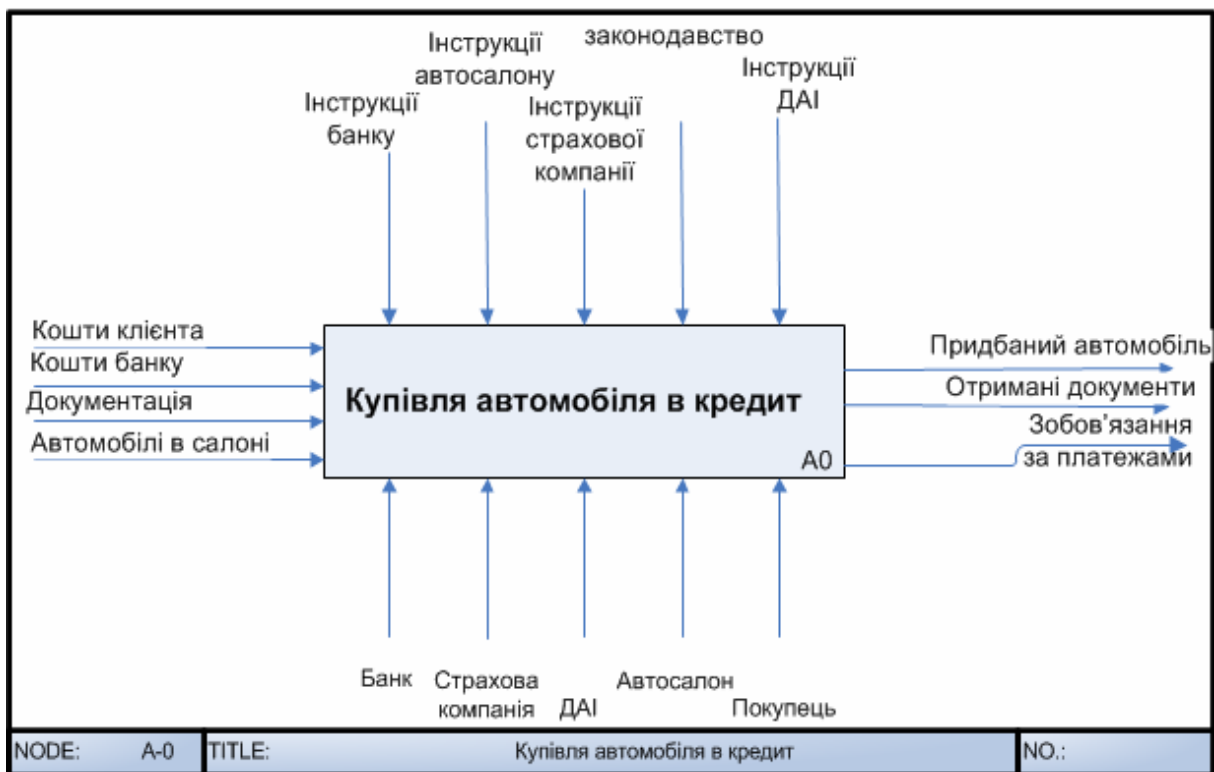 Інструкції
автосалону
законодавство
Інструкції
ДАІ
Інструкції
банку
Інструкції
страхової
компанії
Кошти клієнта
Кошти банку
Документація
Автомобілі в салоні
Купівля автомобіля в кредит
A0
Придбаний автомобіль
Отримані документи
Зобов'язання
за платежами
Банк
Страхова
компанія
ДАІ
Автосалон
Покупець
NODE: A-0 TITLE: Купівля автомобіля в кредит NO.: